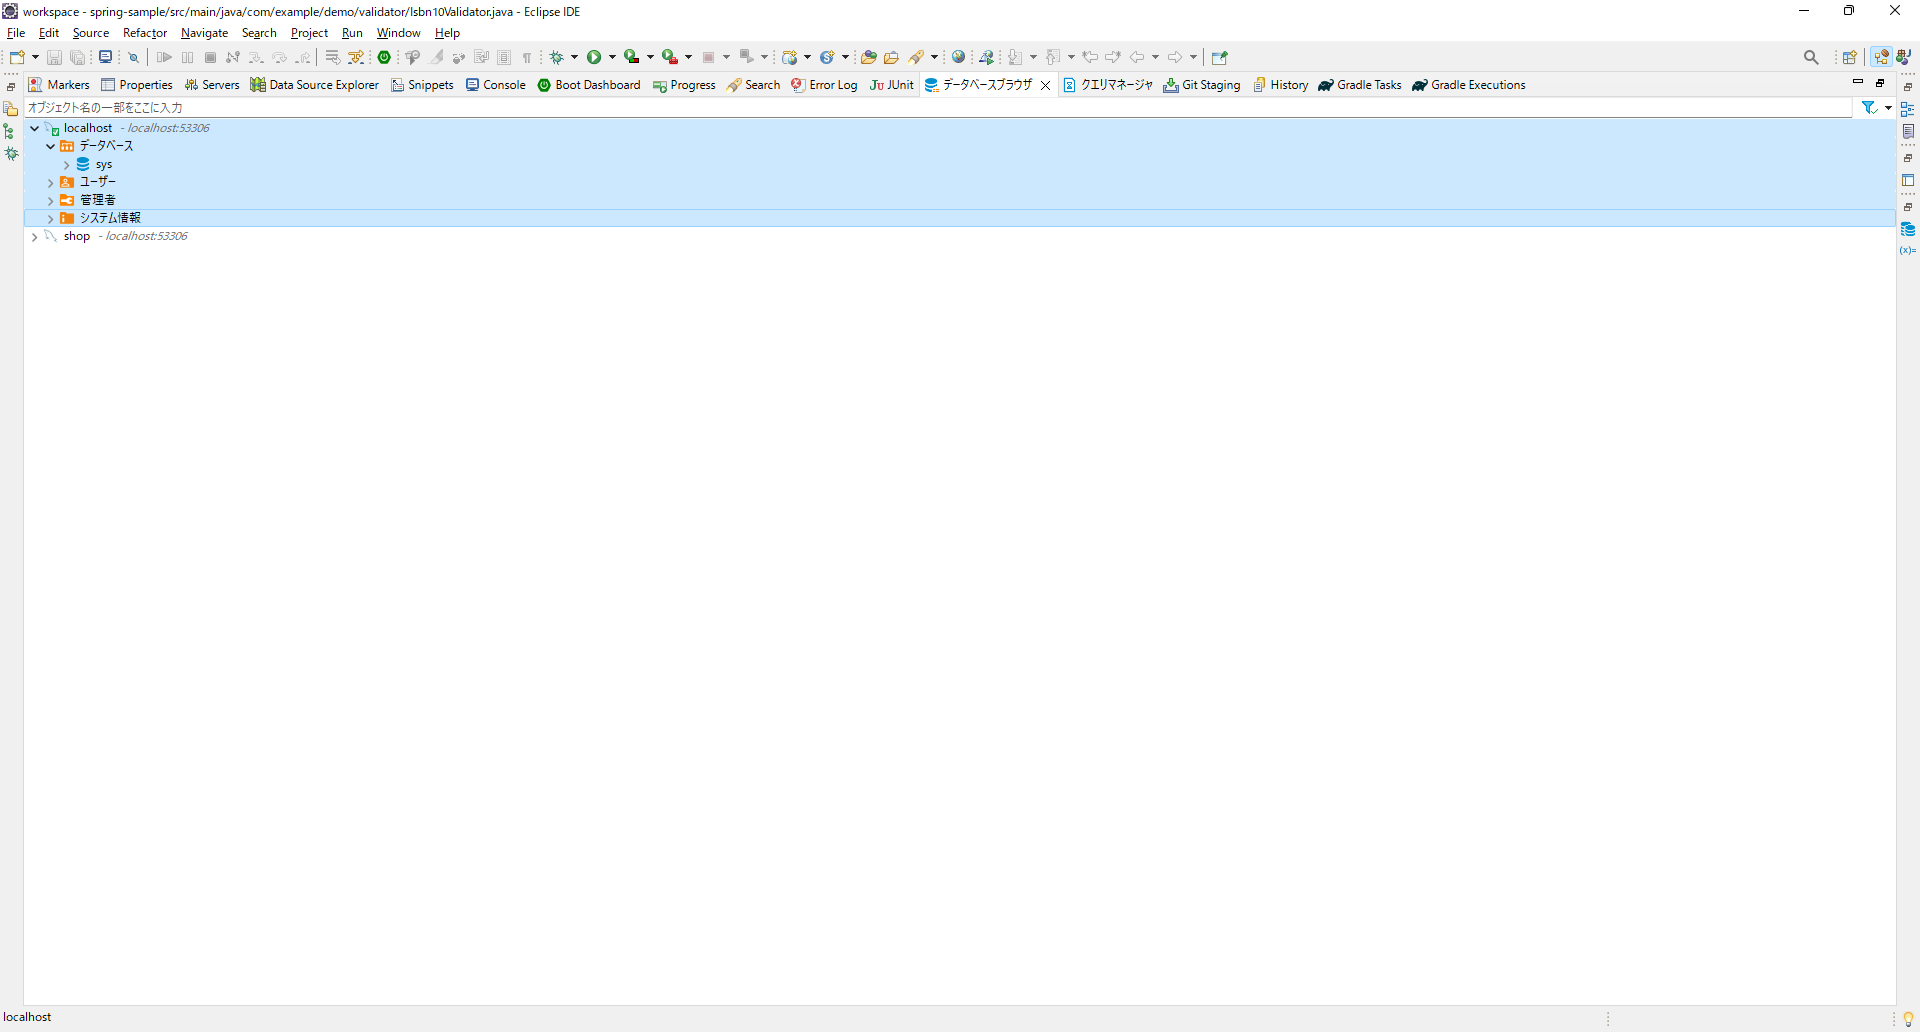 workspace - spring-sample/src/main/java/com/example/demo/validator/Isbn10Validator.java - Eclipse IDE
File Edit Source Refactor Navigate Search Project Run Window Help
Markers Properties Servers Data Source Explorer Snippets Console Boot Dashboard Progress Search Error Log Ju JUnit データベースブラウザ クエリマネージャ Git Staging History Gradle Tasks Gradle Executions
オブジェクト名の一部をここに入力
localhost - localhost:53306
データベース
sys
ユーザー
管理者
システム情報
shop - localhost:53306
(x)=
localhost